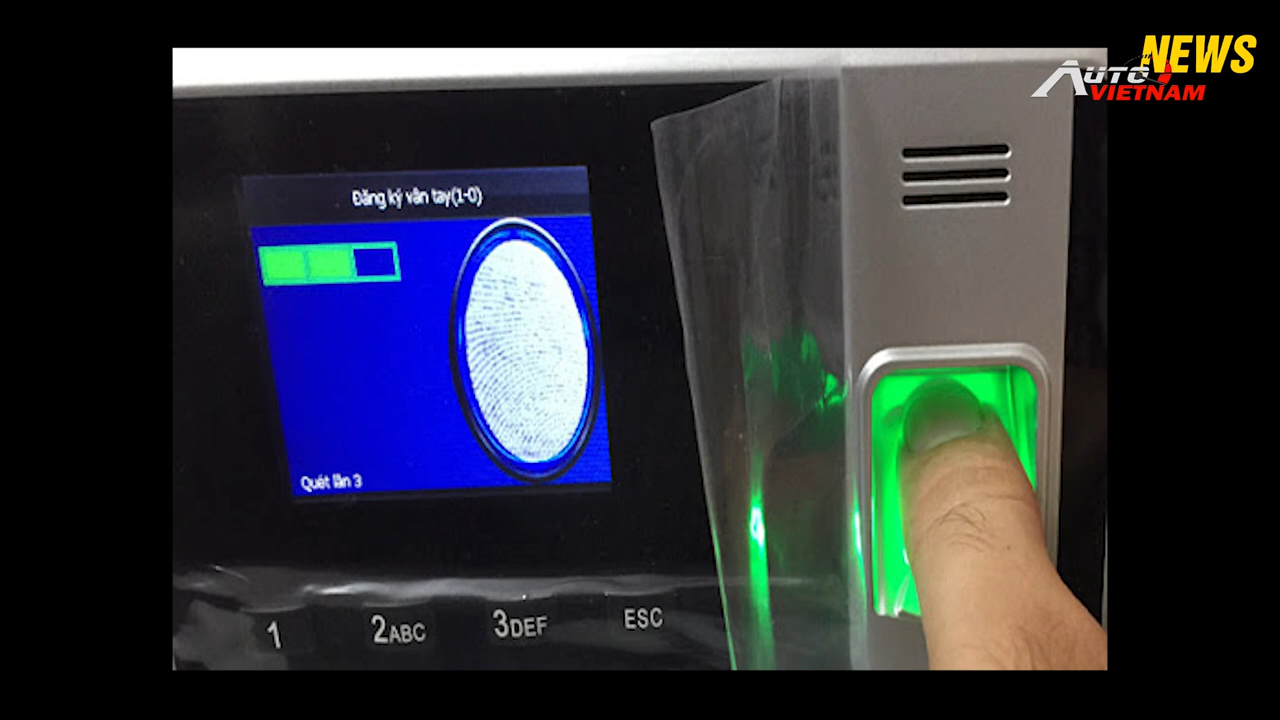 NEWS
AUTO
VIETNAM
Đăng ký vân tay(1-0)
Quét lần 3
1
2ABC
3DEF
ESC